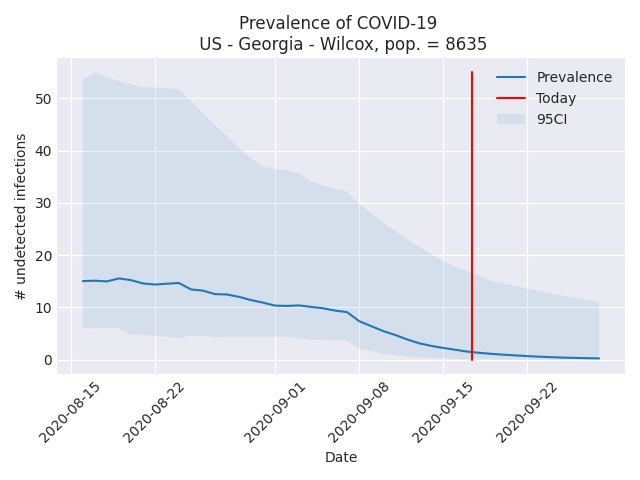 Prevalence of COVID-19
US - Georgia - Wilcox, pop. = 8635
Prevalence
Today
95CI
# undetected infections
50
40
30
20
10
0
2020-08-15
2020-08-22
2020-09-01
2020-09-08
2020-09-15
2020-09-22
Date